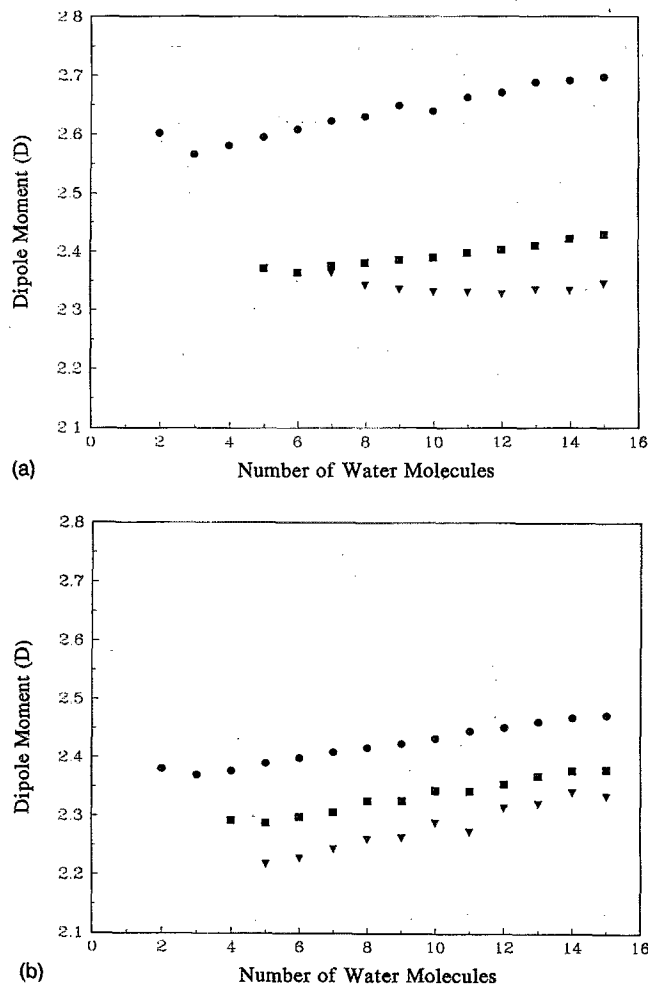 2.8
2.7
2.6
2.5
2.4
2.3
2.2
2.1
Dipole Moment (D)
0 2 4 6 8 10 12 14 16
(a)
Number of Water Molecules
2.8
2.7
2.6
2.5
2.4
2.3
2.2
2.1
Dipole Moment (D)
0 2 4 6 8 10 12 14 16
(b)
Number of Water Molecules